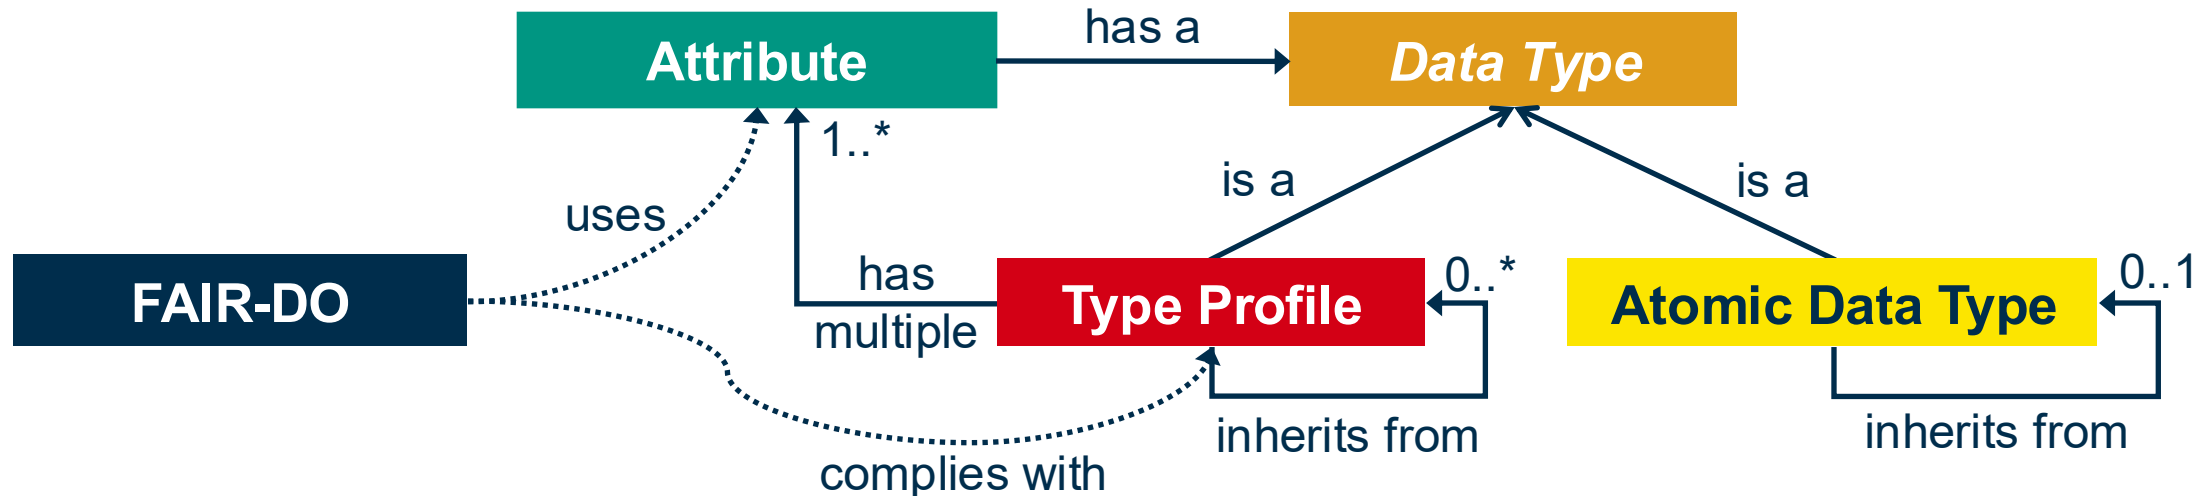 has a
Attribute
Data Type
1..*
is a
is a
uses
has
multiple
0..*
0..1
FAIR-DO
Type Profile
Atomic Data Type
inherits from
inherits from
complies with